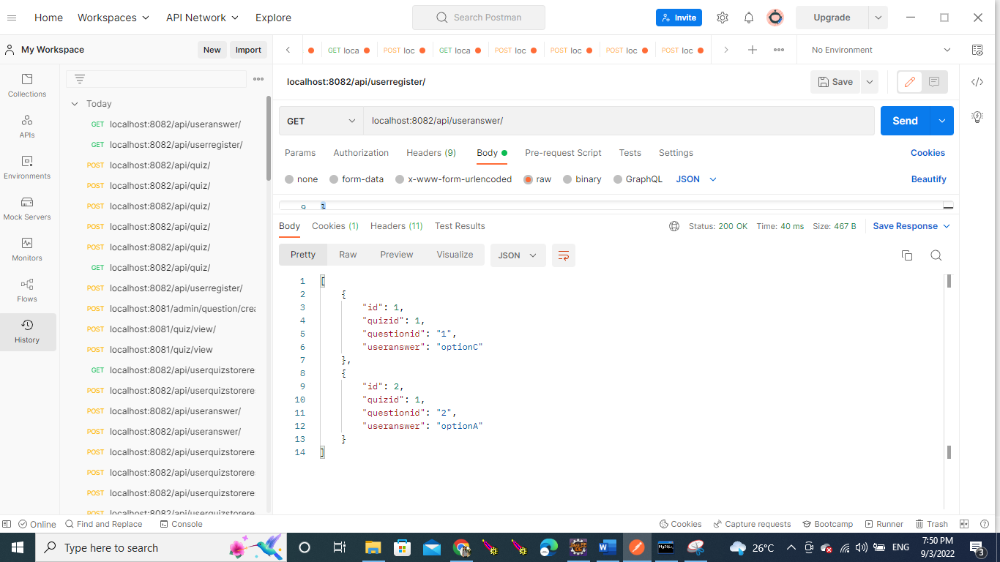 Home Workspaces API Network Explore Search Postman Invite Upgrade
My Workspace New Import GET loca POST loc GET loca POST loc POST loc POST loc POST loc No Environment
localhost:8082/api/userregister/ Save
Collections
APIs
Environments
Mock Servers
Monitors
Flows
History
Today
GET localhost:8082/api/useranswer/
GET localhost:8082/api/userregister/
POST localhost:8082/api/quiz/
POST localhost:8082/api/quiz/
POST localhost:8082/api/quiz/
POST localhost:8082/api/quiz/
POST localhost:8082/api/quiz/
GET localhost:8082/api/quiz/
POST localhost:8082/api/userregister/
POST localhost:8081/admin/question/crea
POST localhost:8081/quiz/view/
POST localhost:8081/quiz/view
GET localhost:8082/api/userquizstorere
POST localhost:8082/api/userquizstorere
POST localhost:8082/api/useranswer/
POST localhost:8082/api/useranswer/
POST localhost:8082/api/userquizstorere
POST localhost:8082/api/userquizstorere
POST localhost:8082/api/userquizstorere
POST localhost:8082/api/userquizstorere
GET localhost:8082/api/useranswer/ Send
Params Authorization Headers (9) Body Pre-request Script Tests Settings Cookies
none form-data x-www-form-urlencoded raw binary GraphQL JSON Beautify
9 }
Body Cookies (1) Headers (11) Test Results Status: 200 OK Time: 40 ms Size: 467 B Save Response
Pretty Raw Preview Visualize JSON
1 [
2 {
3 "id": 1,
4 "quizid": 1,
5 "questionid": "1",
6 "useranswer": "optionC"
7 },
8 {
9 "id": 2,
10 "quizid": 1,
11 "questionid": "2",
12 "useranswer": "optionA"
13 }
14 ]
Online Find and Replace Console Cookies Capture requests Bootcamp Runner Trash
Type here to search 26°C ENG 7:50 PM
9/3/2022 3